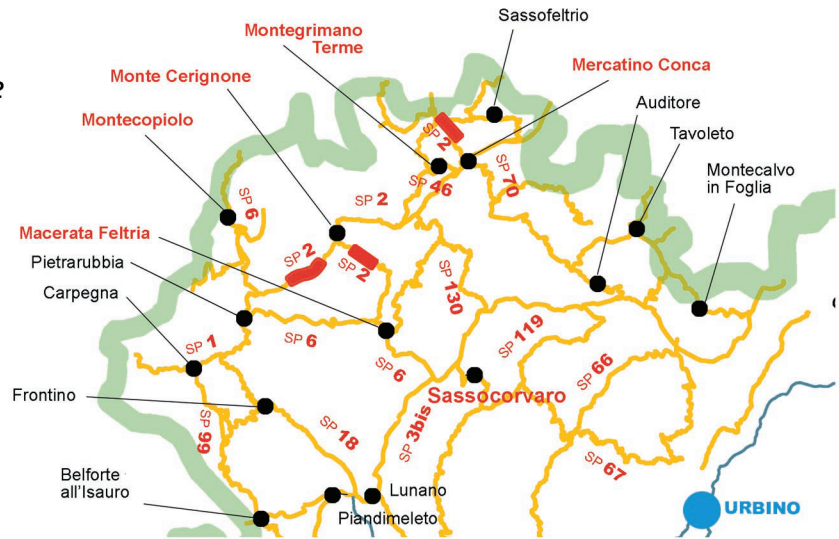 Sassofeltrio
Montegrimano
Terme
Mercatino Conca
Monte Cerignone
Auditore
Montecopiolo
Tavoleto
SP 2
Montecalvo
in Foglia
SP 46
SP 70
SP 6
SP 2
Macerata Feltria
Pietrarubbia
SP 2
SP 2
Carpegna
SP 130
SP 1
SP 6
SP 119
SP 6
SP 66
Sassocorvaro
Frontino
SP 66
SP 18
SP 3bis
SP 67
Belforte
all'Isauro
Lunano
Piandimeleto
URBINO